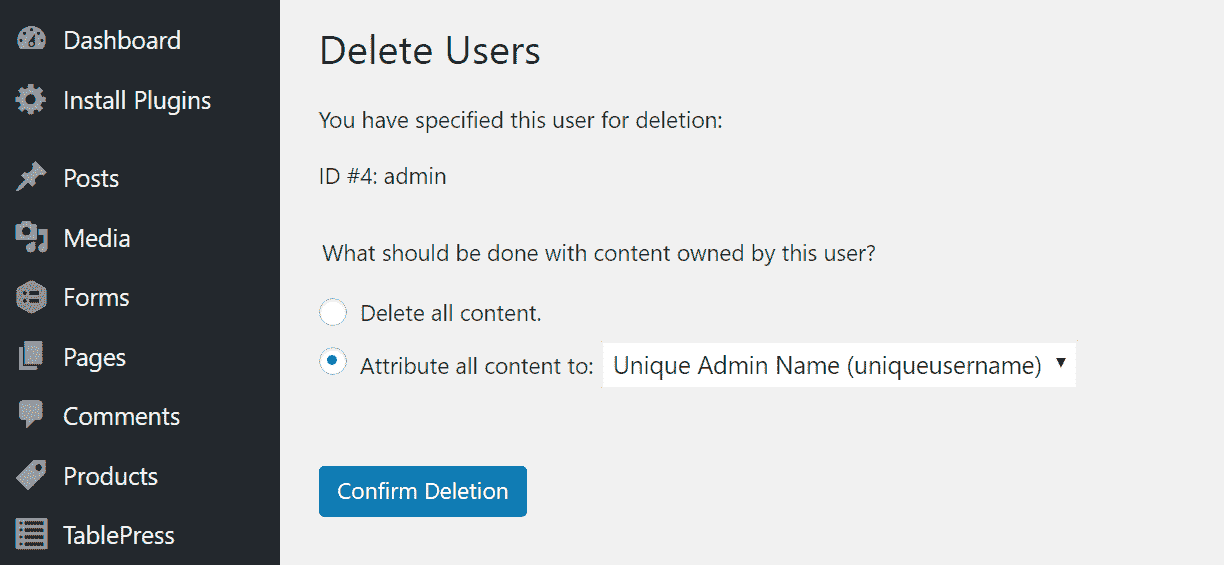 Dashboard
Install Plugins
Posts
Media
Forms
Pages
Comments
Products
TablePress
Delete Users
You have specified this user for deletion:
ID #4: admin
What should be done with content owned by this user?
Delete all content.
Attribute all content to: Unique Admin Name (uniqueusername)
Confirm Deletion